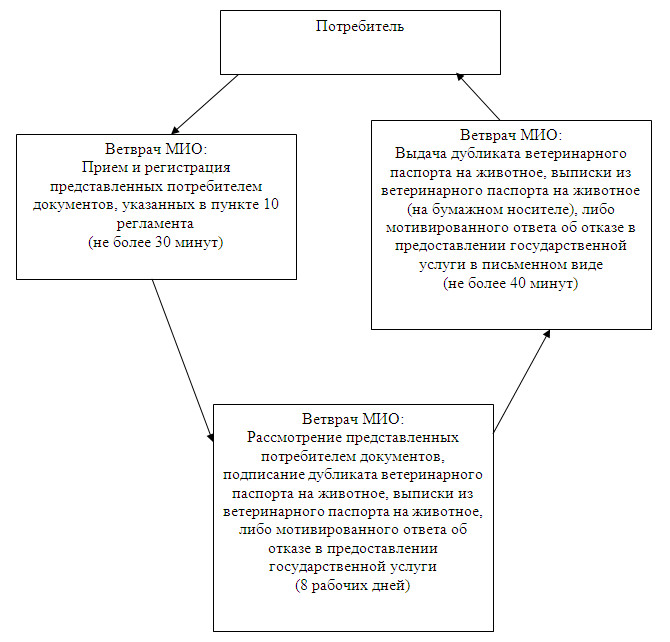 Потребитель
Ветврач МИО:
Прием и регистрация
представленных потребителем
документов, указанных в пункте 10
регламента
(не более 30 минут)
Ветврач МИО:
Выдача дубликата ветеринарного
паспорта на животное, выписки из
ветеринарного паспорта на животное
(на бумажном носителе), либо
мотивированного ответа об отказе в
предоставлении государственной
услуги в письменном виде
(не более 40 минут)
Ветврач МИО:
Рассмотрение представленных
потребителем документов,
подписание дубликата ветеринарного
паспорта на животное, выписки из
ветеринарного паспорта на животное,
либо мотивированного ответа об
отказе в предоставлении
государственной услуги
(8 рабочих дней)